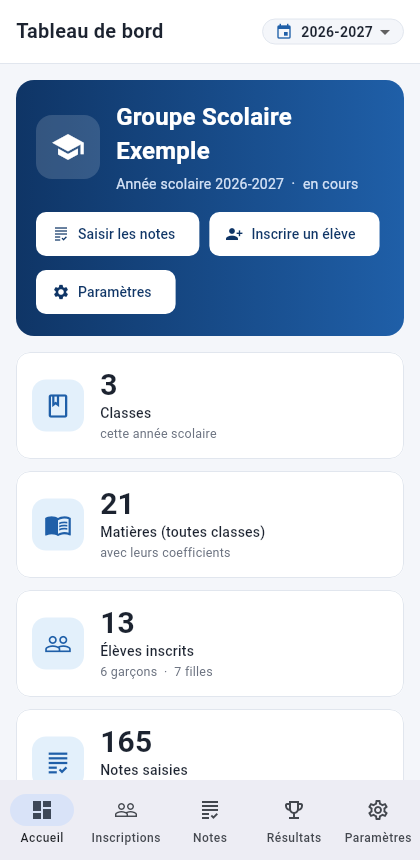 Tableau de bord
2026-2027
Groupe Scolaire
Exemple
Année scolaire 2026-2027 · en cours
Saisir les notes
Inscrire un élève
Paramètres
3
Classes
cette année scolaire
21
Matières (toutes classes)
avec leurs coefficients
13
Élèves inscrits
6 garçons · 7 filles
165
Notes saisies
Accueil
Inscriptions
Notes
Résultats
Paramètres